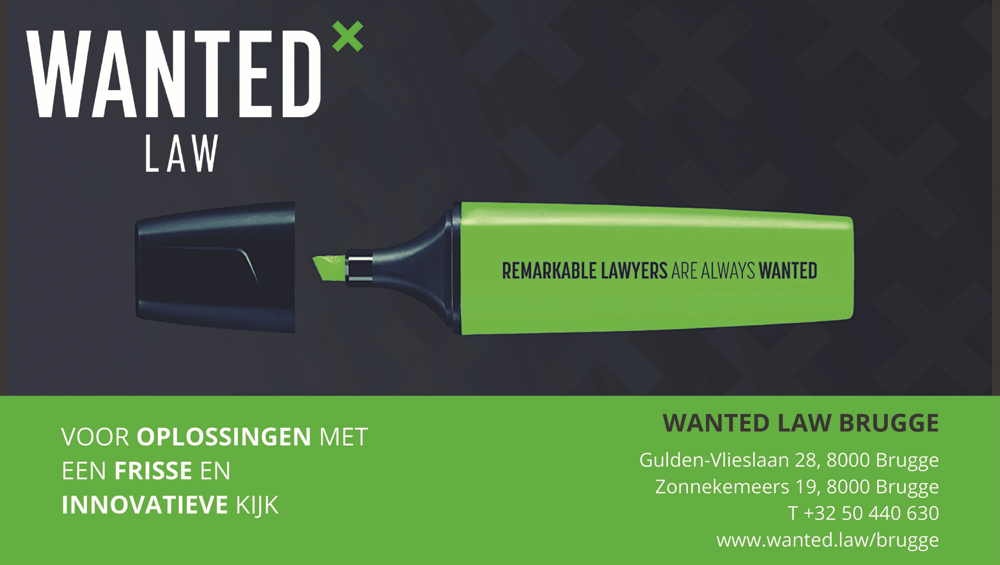 WANTED
LAW
REMARKABLE LAWYERS ARE ALWAYS WANTED
VOOR OPLOSSINGEN MET
EEN FRISSE EN
INNOVATIEVE KIJK
WANTED LAW BRUGGE
Gulden-Vlieslaan 28, 8000 Brugge
Zonnekemeers 19, 8000 Brugge
T +32 50 440 630
www.wanted.law/brugge